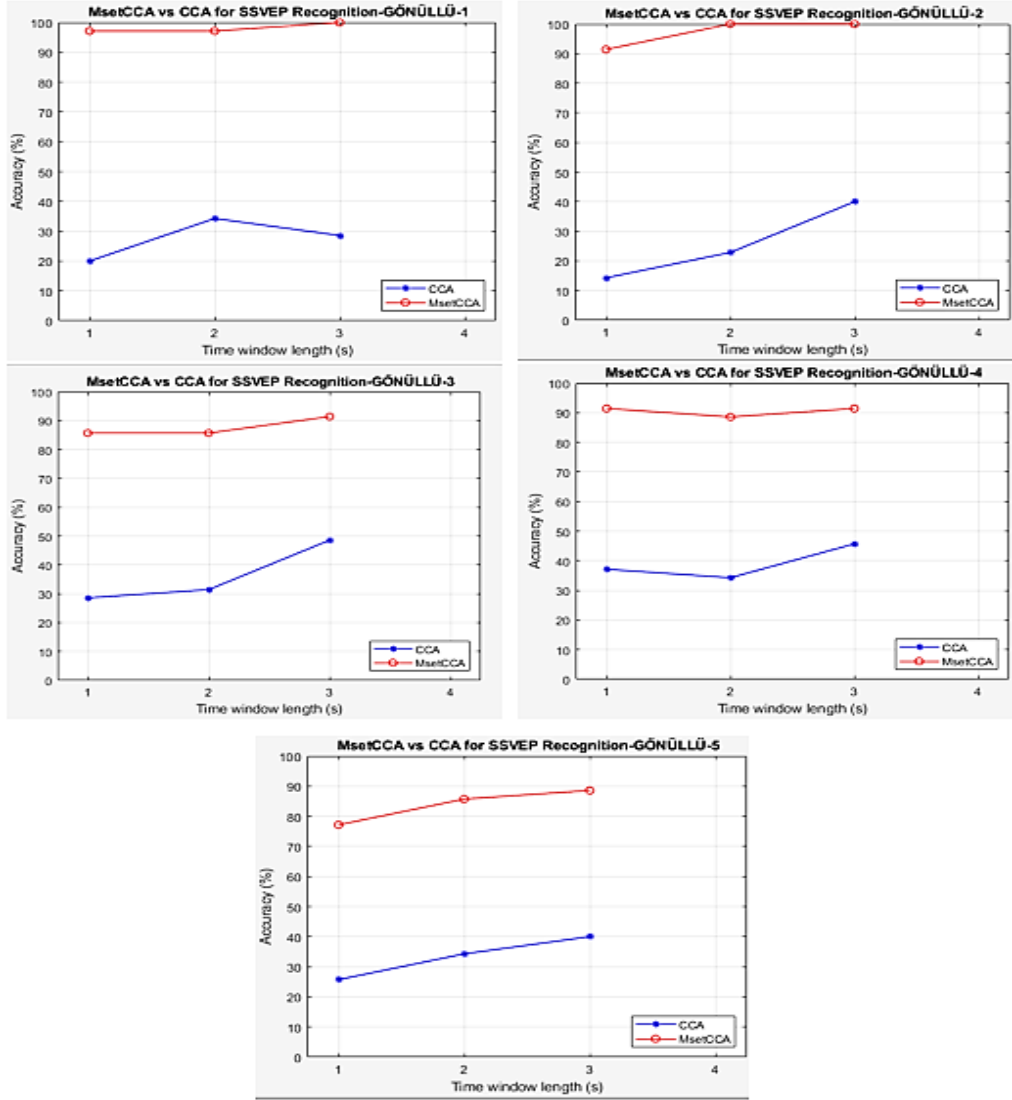 MsetCCA vs CCA for SSVEP Recognition-GÖNÜLLÜ-1
100
90
80
70
60
50
40
30
20
10
0
Accuracy (%)
1 2 3 4
Time window length (s)
CCA
MsetCCA
MsetCCA vs CCA for SSVEP Recognition-GÖNÜLLÜ-2
100
90
80
70
60
50
40
30
20
10
0
Accuracy (%)
1 2 3 4
Time window length (s)
CCA
MsetCCA
MsetCCA vs CCA for SSVEP Recognition-GÖNÜLLÜ-3
100
90
80
70
60
50
40
30
20
10
0
Accuracy (%)
1 2 3 4
Time window length (s)
CCA
MsetCCA
MsetCCA vs CCA for SSVEP Recognition-GÖNÜLLÜ-4
100
90
80
70
60
50
40
30
20
10
0
Accuracy (%)
1 2 3 4
Time window length (s)
CCA
MsetCCA
MsetCCA vs CCA for SSVEP Recognition-GÖNÜLLÜ-5
100
90
80
70
60
50
40
30
20
10
0
Accuracy (%)
1 2 3 4
Time window length (s)
CCA
MsetCCA